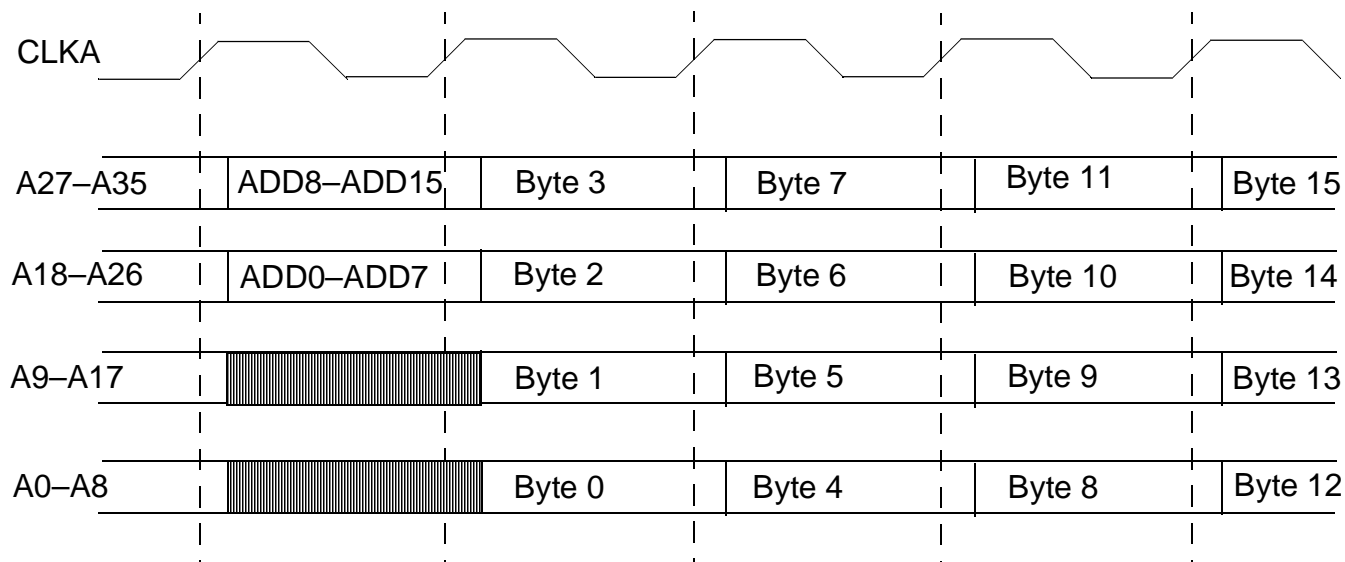 CLKA
A27–A35 ADD8–ADD15 Byte 3 Byte 7 Byte 11 Byte 15
A18–A26 ADD0–ADD7 Byte 2 Byte 6 Byte 10 Byte 14
A9–A17 Byte 1 Byte 5 Byte 9 Byte 13
A0–A8 Byte 0 Byte 4 Byte 8 Byte 12